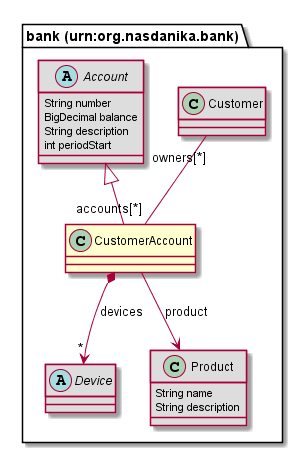 bank (urn:org.nasdanika.bank)
A Account
String number
BigDecimal balance
String description
int periodStart
C Customer
owners[*]
accounts[*]
C CustomerAccount
devices
product
*
A Device
C Product
String name
String description